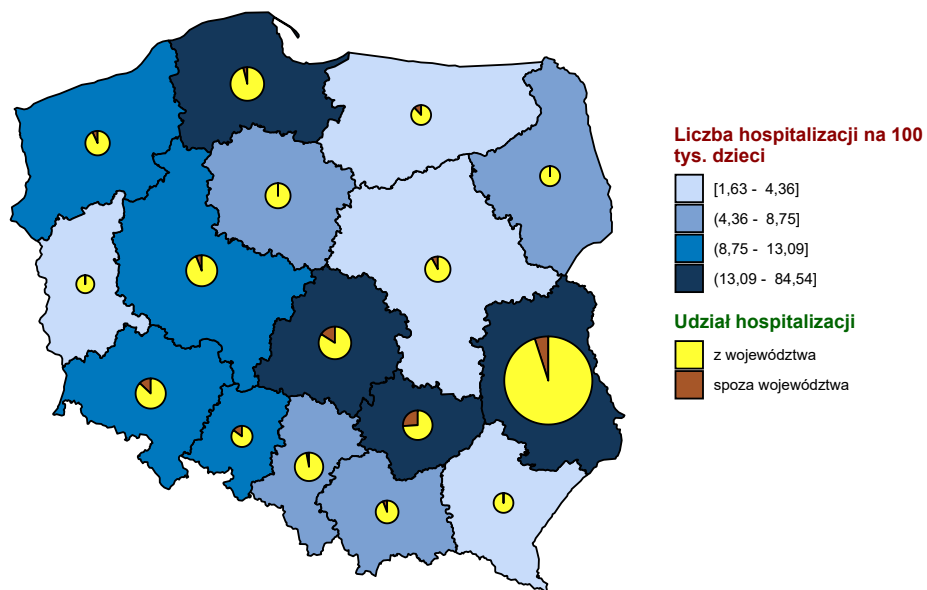 Liczba hospitalizacji na 100
tys. dzieci
[1,63 - 4,36]
(4,36 - 8,75]
(8,75 - 13,09]
(13,09 - 84,54]
Udział hospitalizacji
z województwa
spoza województwa